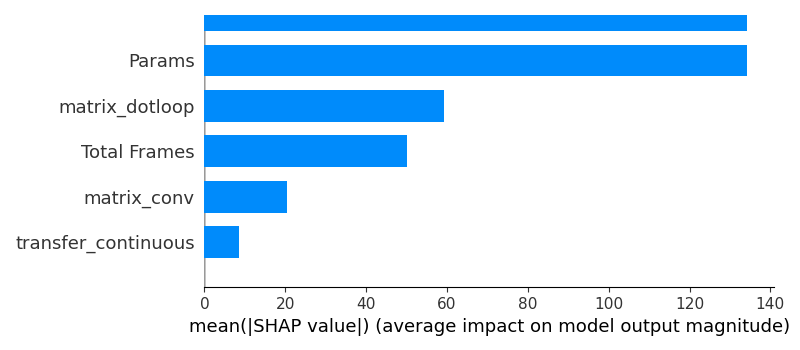 Params
matrix_dotloop
Total Frames
matrix_conv
transfer_continuous
0 20 40 60 80 100 120 140
mean(|SHAP value|) (average impact on model output magnitude)